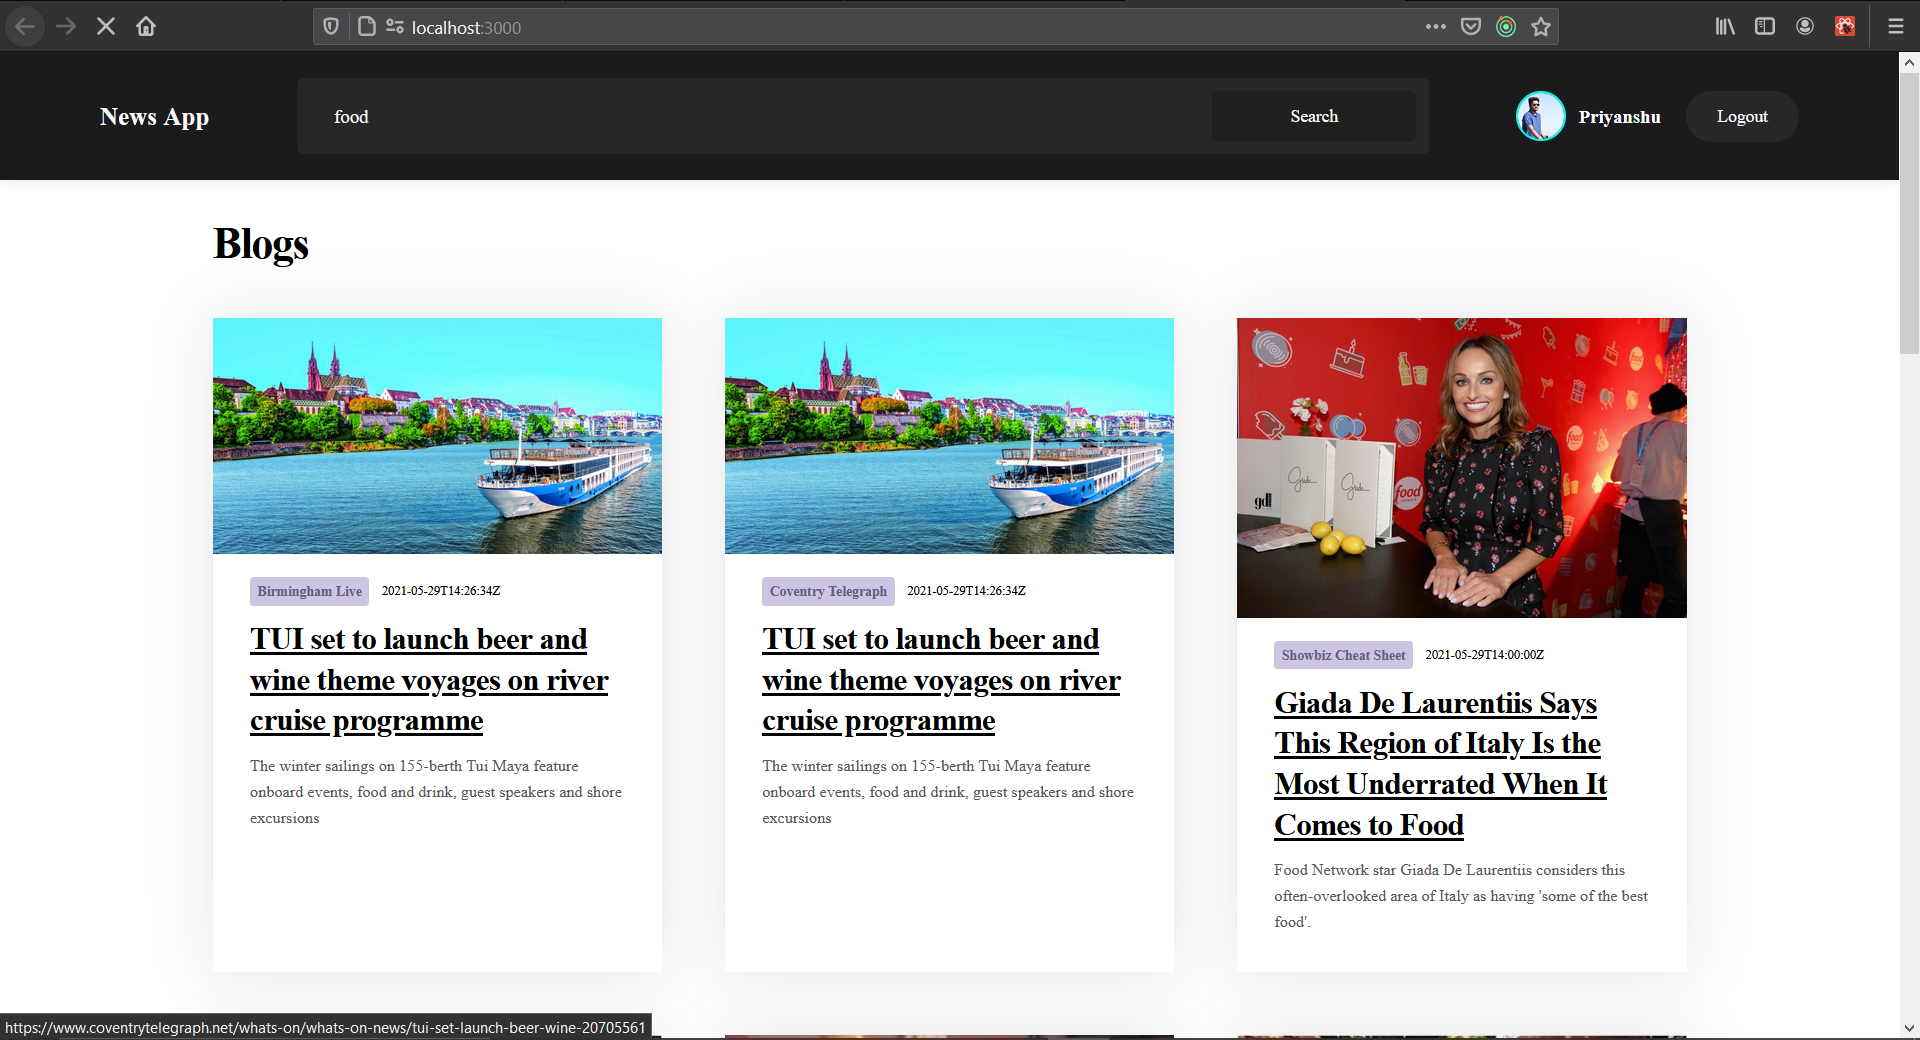 localhost:3000
News App
food
Search
Priyanshu
Logout
Blogs
Birmingham Live 2021-05-29T14:26:34Z
TUI set to launch beer and
wine theme voyages on river
cruise programme
The winter sailings on 155-berth Tui Maya feature
onboard events, food and drink, guest speakers and shore
excursions
Coventry Telegraph 2021-05-29T14:26:34Z
TUI set to launch beer and
wine theme voyages on river
cruise programme
The winter sailings on 155-berth Tui Maya feature
onboard events, food and drink, guest speakers and shore
excursions
gdl
Giada
Giada
food
Showbiz Cheat Sheet 2021-05-29T14:00:00Z
Giada De Laurentiis Says
This Region of Italy Is the
Most Underrated When It
Comes to Food
Food Network star Giada De Laurentiis considers this
often-overlooked area of Italy as having 'some of the best
food'.
https://www.coventrytelegraph.net/whats-on/whats-on-news/tui-set-launch-beer-wine-20705561